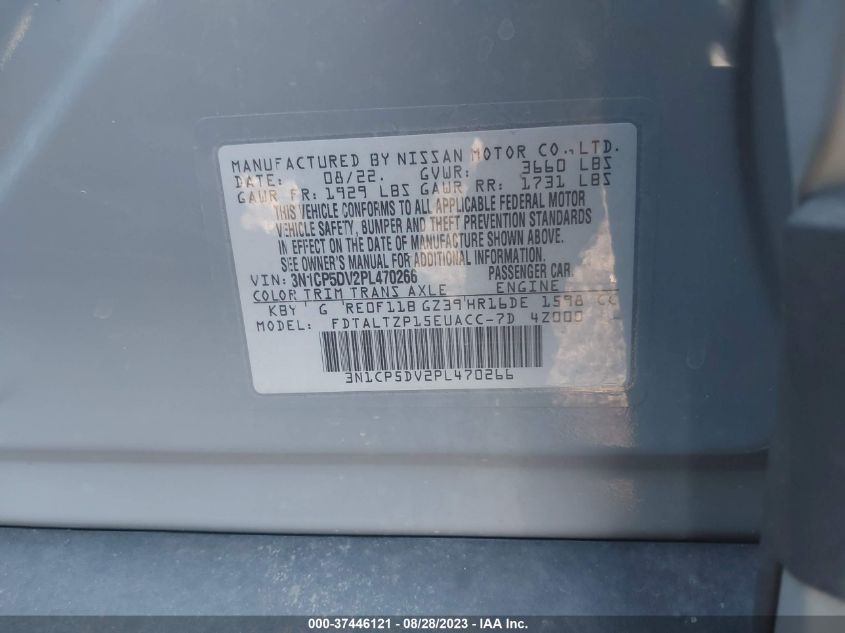 MANUFACTURED BY NISSAN MOTOR CO., LTD.
DATE: 08/22. GVWR: 3660 LBS
GAWR FR: 1929 LBS GAWR RR: 1731 LBS
THIS VEHICLE CONFORMS TO ALL APPLICABLE FEDERAL MOTOR
VEHICLE SAFETY, BUMPER AND THEFT PREVENTION STANDARDS
IN EFFECT ON THE DATE OF MANUFACTURE SHOWN ABOVE.
SEE OWNER'S MANUAL FOR ADDITIONAL INFORMATION.
VIN: 3N1CP5DV2PL470266 PASSENGER CAR
COLOR TRIM TRANS AXLE ENGINE
KBY G RE0F11B GZ39 HR16DE 1598 CC
MODEL: FDTALTZP15EUACC-7D 4Z000
3N1CP5DV2PL470266
000-37446121 - 08/28/2023 - © COPYRIGHT IAA, LLC.